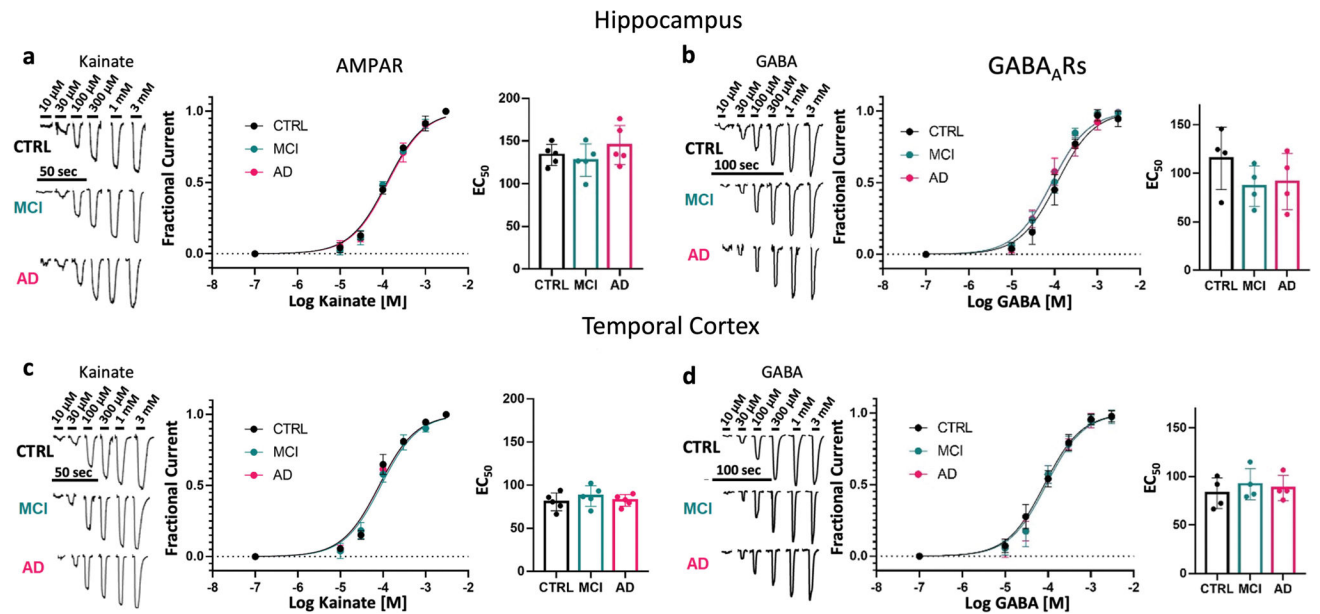 Hippocampus
a
Kainate
10 µM
30 µM
100 µM
300 µM
1 mM
3 mM
CTRL
50 sec
MCI
AD
AMPAR
Fractional Current
1.0
0.5
0.0
CTRL
MCI
AD
-7 -6 -5 -4 -3 -2
Log Kainate [M]
EC50
200
150
100
50
0
CTRL MCI AD
b
GABA
10 µM
30 µM
100 µM
300 µM
1 mM
3 mM
CTRL
100 sec
MCI
AD
GABAARs
Fractional Current
1.0
0.5
0.0
CTRL
MCI
AD
-8 -7 -6 -5 -4 -3 -2
Log GABA [M]
EC50
150
100
50
0
CTRL MCI AD
Temporal Cortex
c
Kainate
10 µM
30 µM
100 µM
300 µM
1 mM
3 mM
CTRL
50 sec
MCI
AD
Fractional Current
1.0
0.5
0.0
CTRL
MCI
AD
-8 -7 -6 -5 -4 -3 -2
Log Kainate [M]
EC50
200
150
100
50
0
CTRL MCI AD
d
GABA
10 µM
30 µM
100 µM
300 µM
1 mM
3 mM
CTRL
100 sec
MCI
AD
Fractional Current
1.0
0.5
0.0
CTRL
MCI
AD
-8 -7 -6 -5 -4 -3 -2
Log GABA [M]
EC50
150
100
50
0
CTRL MCI AD